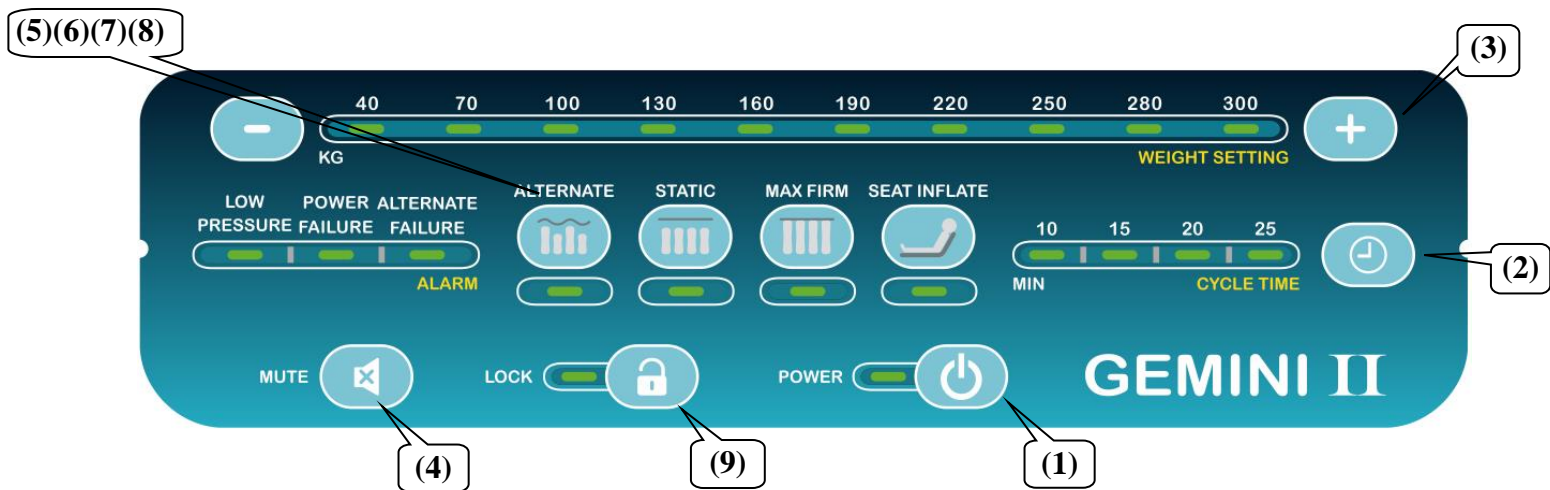 (5)(6)(7)(8)
(3)
40 70 100 130 160 190 220 250 280 300
KG
WEIGHT SETTING
LOW PRESSURE
POWER FAILURE
ALTERNATE FAILURE
ALARM
ALTERNATE
STATIC
MAX FIRM
SEAT INFLATE
10 15 20 25
MIN
CYCLE TIME
(2)
MUTE
LOCK
POWER
GEMINI II
(4)
(9)
(1)